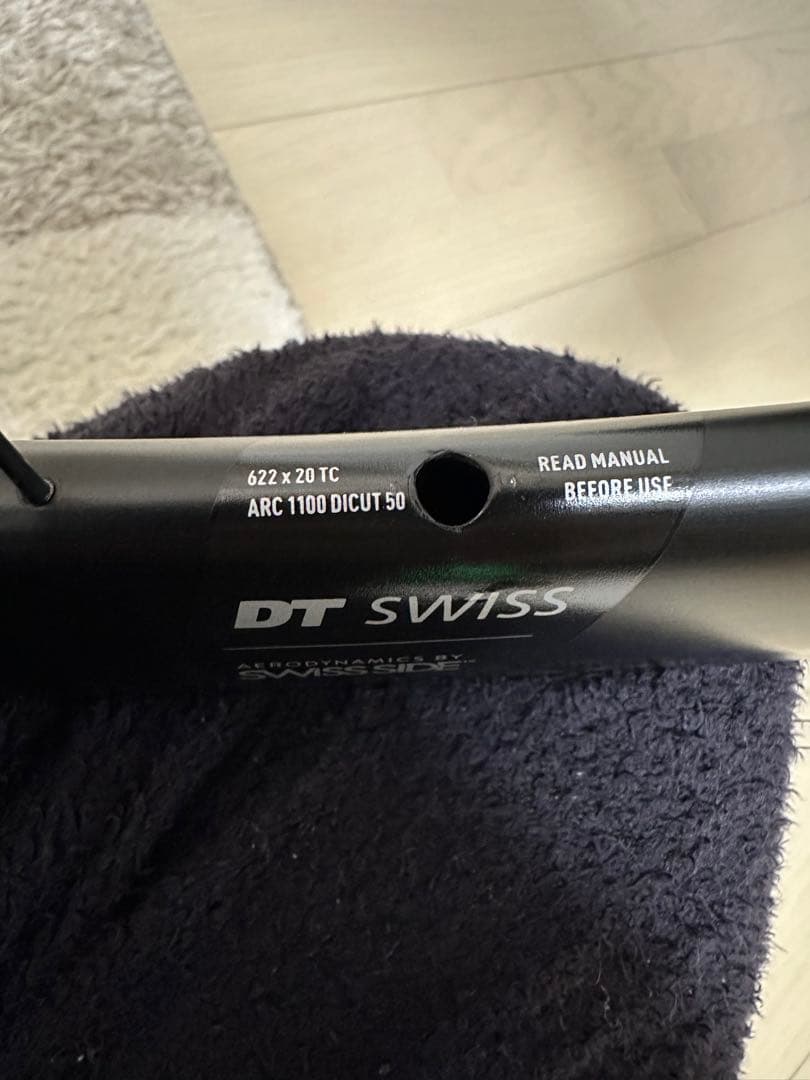 622 x 20 TC
ARC 1100 DICUT 50
READ MANUAL
BEFORE USE
DT SWISS
AERODYNAMICS BY
SWISS SIDE